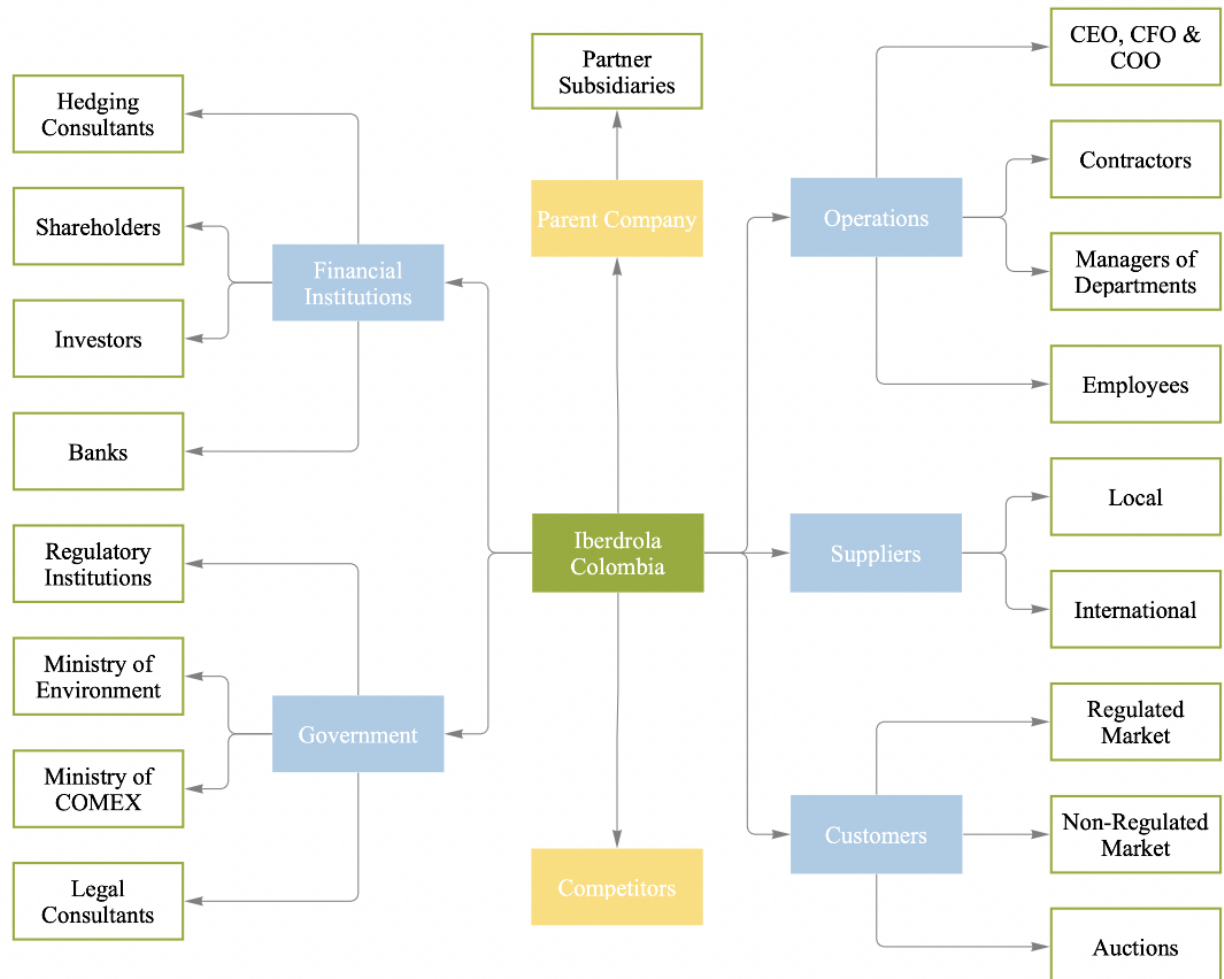 CEO, CFO &
COO
Partner
Subsidiaries
Hedging
Consultants
Contractors
Parent Company
Operations
Shareholders
Managers of
Departments
Financial
Institutions
Investors
Employees
Banks
Local
Regulatory
Institutions
Iberdrola
Colombia
Suppliers
International
Ministry of
Environment
Government
Regulated
Market
Ministry of
COMEX
Customers
Non-Regulated
Market
Competitors
Legal
Consultants
Auctions